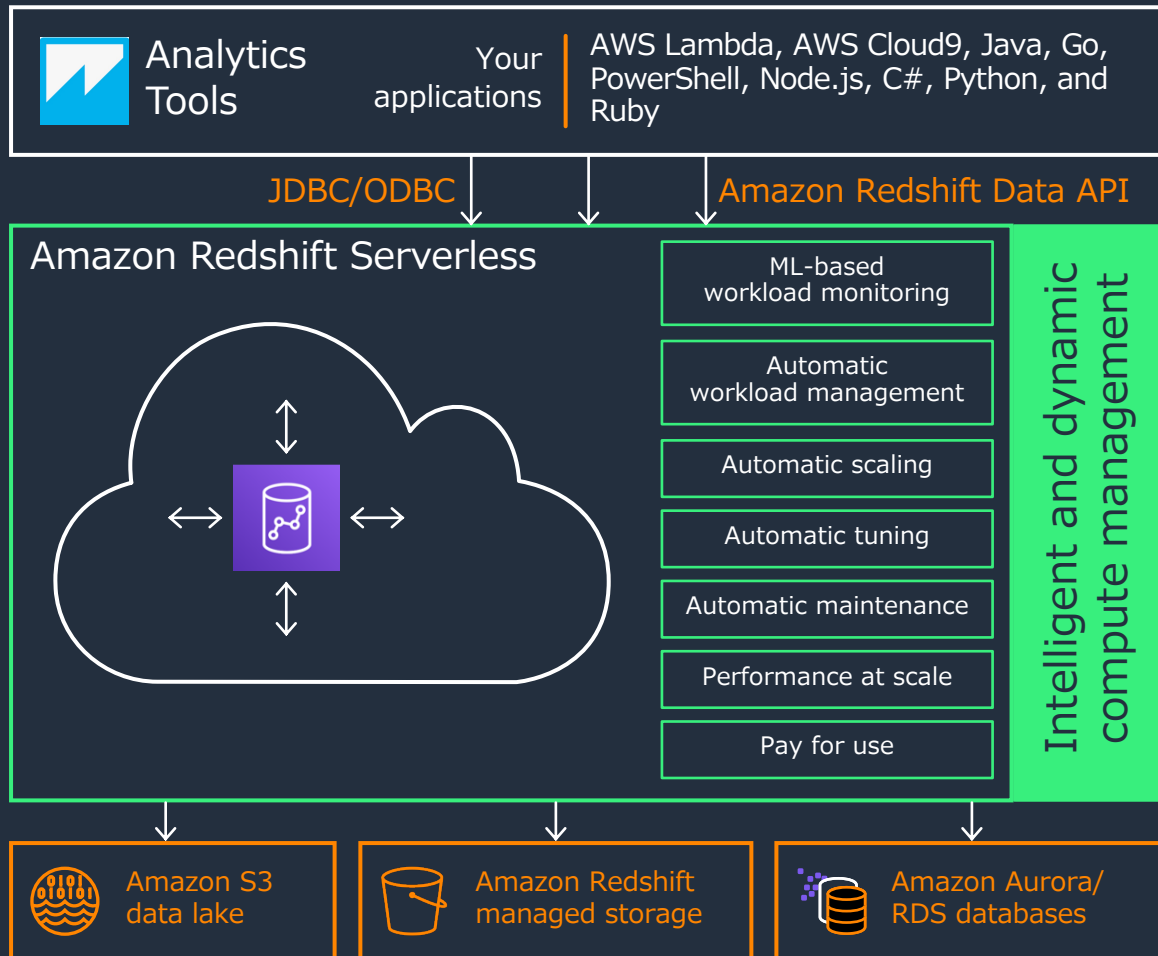 Analytics
Tools
Your
applications
AWS Lambda, AWS Cloud9, Java, Go,
PowerShell, Node.js, C#, Python, and
Ruby
JDBC/ODBC
Amazon Redshift Data API
Amazon Redshift Serverless
ML-based
workload monitoring
Automatic
workload management
Automatic scaling
Automatic tuning
Automatic maintenance
Performance at scale
Pay for use
Intelligent and dynamic
compute management
Amazon S3
data lake
Amazon Redshift
managed storage
Amazon Aurora/
RDS databases